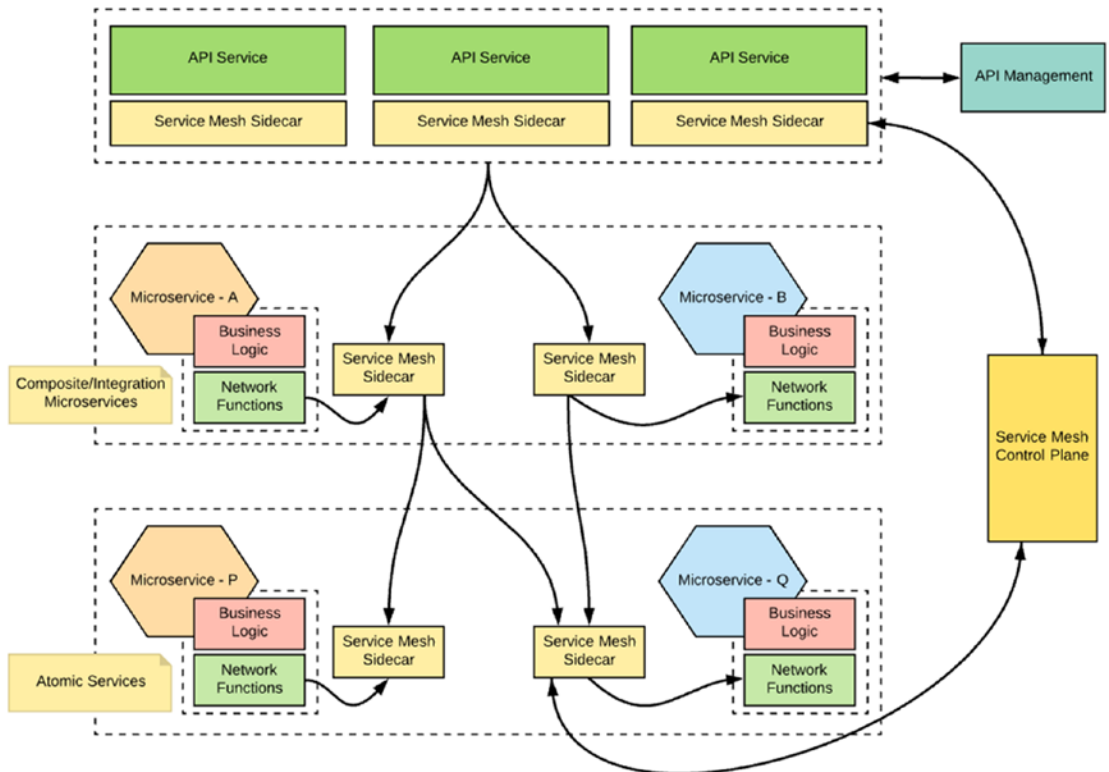 API Service
API Service
API Service
API Management
Service Mesh Sidecar
Service Mesh Sidecar
Service Mesh Sidecar
Microservice - A
Microservice - B
Business
Logic
Service Mesh
Sidecar
Service Mesh
Sidecar
Business
Logic
Composite/Integration
Microservices
Network
Functions
Network
Functions
Service Mesh
Control Plane
Microservice - P
Microservice - Q
Business
Logic
Service Mesh
Sidecar
Service Mesh
Sidecar
Business
Logic
Atomic Services
Network
Functions
Network
Functions